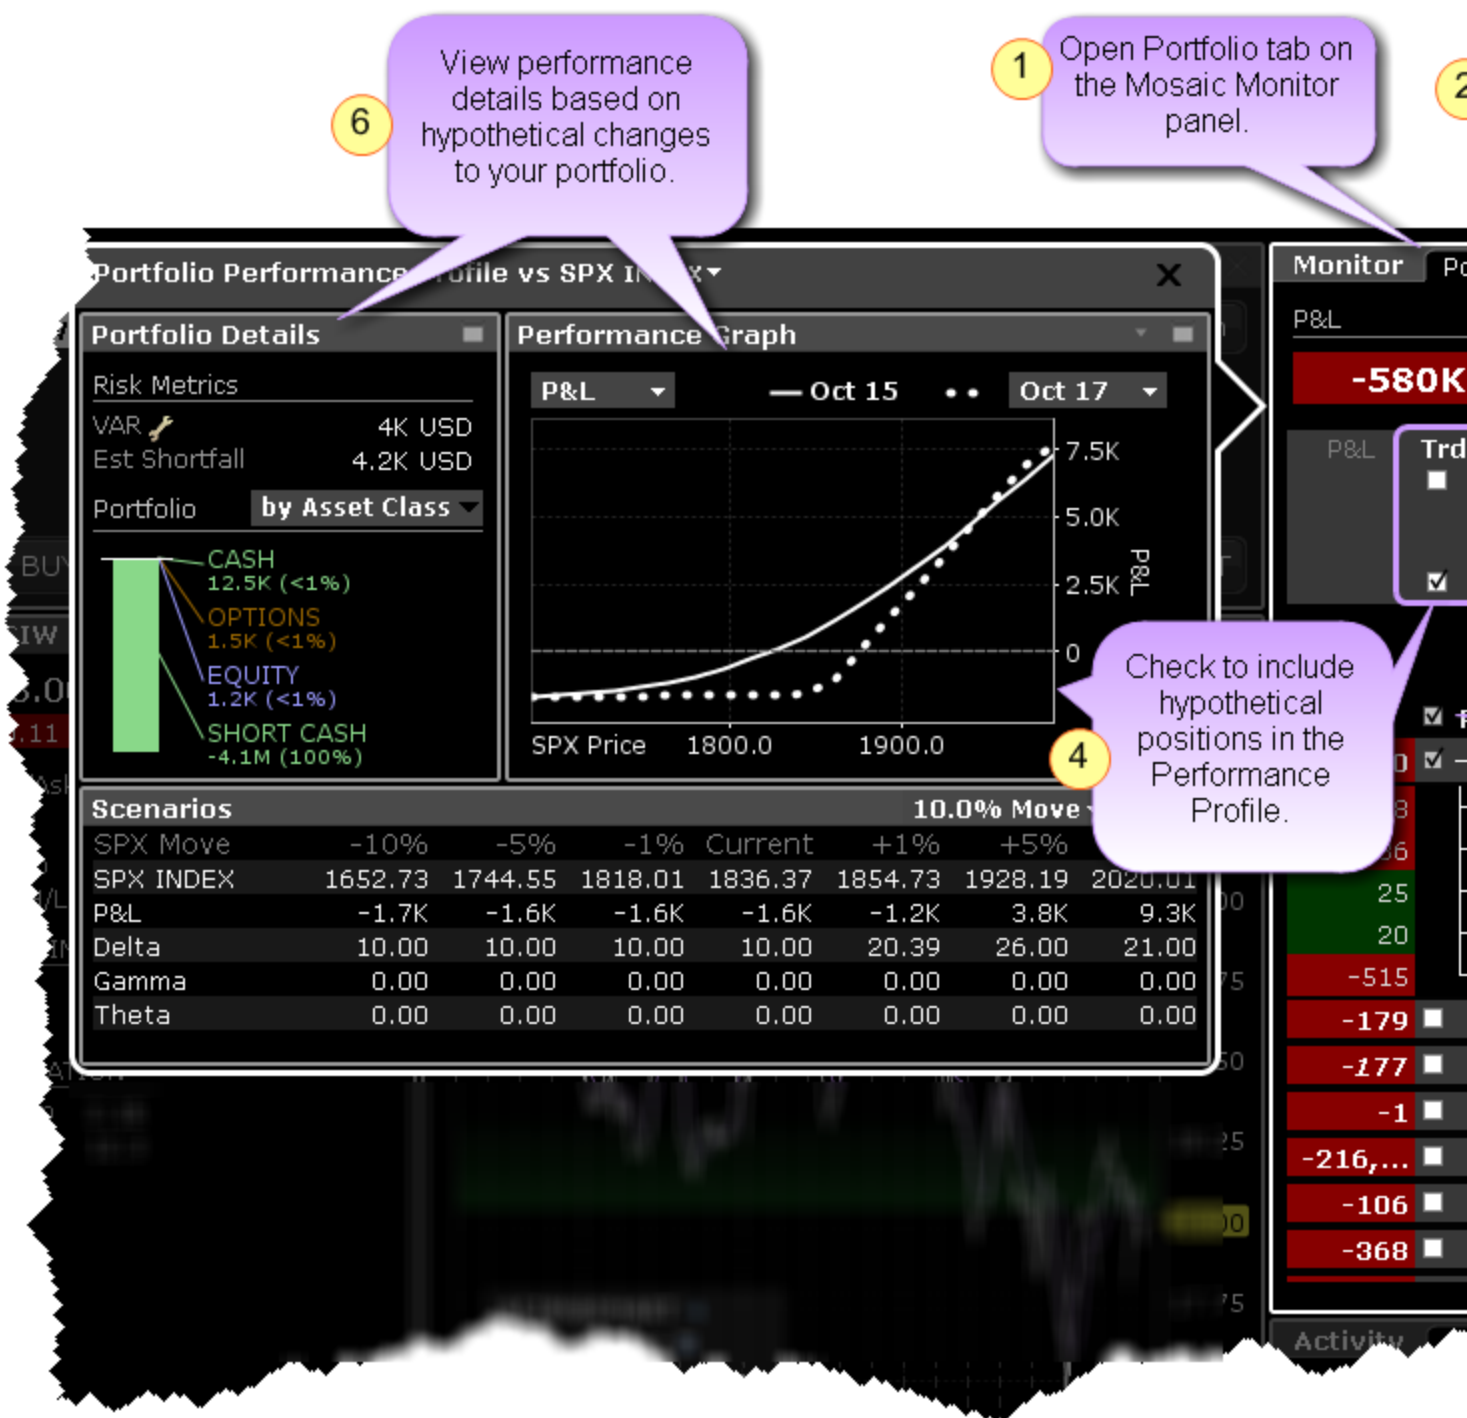 6
View performance
details based on
hypothetical changes
to your portfolio.
1
Open Portfolio tab on
the Mosaic Monitor
panel.
2
Portfolio Performance Profile vs SPX INDEX
Portfolio Details
Risk Metrics
VAR 4K USD
Est Shortfall 4.2K USD
Portfolio by Asset Class
CASH
12.5K (<1%)
OPTIONS
1.5K (<1%)
EQUITY
1.2K (<1%)
SHORT CASH
-4.1M (100%)
Performance Graph
P&L Oct 15 Oct 17
7.5K
5.0K
2.5K
0
P&L
SPX Price 1800.0 1900.0
Scenarios 10.0% Move
SPX Move -10% -5% -1% Current +1% +5%
SPX INDEX 1652.73 1744.55 1818.01 1836.37 1854.73 1928.19 2020.01
P&L -1.7K -1.6K -1.6K -1.6K -1.2K 3.8K 9.3K
Delta 10.00 10.00 10.00 10.00 20.39 26.00 21.00
Gamma 0.00 0.00 0.00 0.00 0.00 0.00 0.00
Theta 0.00 0.00 0.00 0.00 0.00 0.00 0.00
Monitor Po
P&L
-580K
P&L Trd
4
Check to include
hypothetical
positions in the
Performance
Profile.
25
20
-515
-179
-177
-1
-216,...
-106
-368
Activity